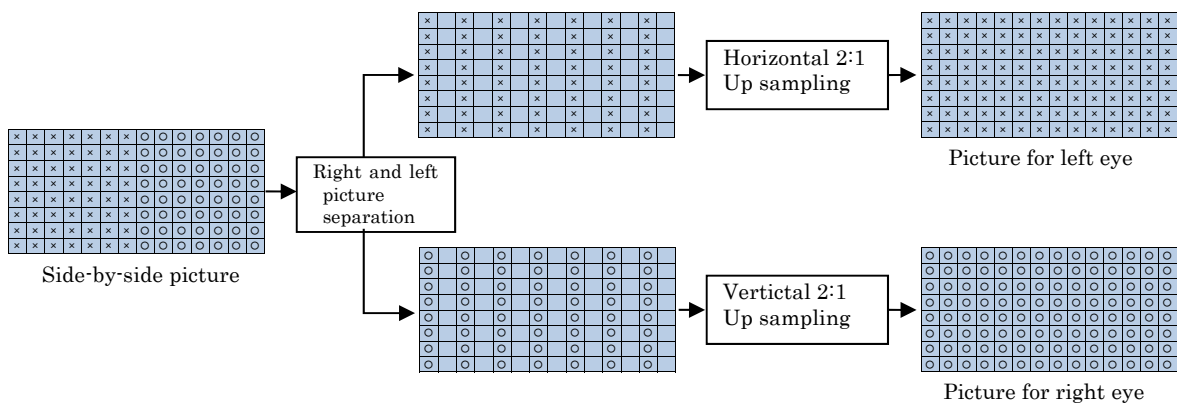 Horizontal 2:1
Up sampling
Picture for left eye
Right and left
picture
separation
Side-by-side picture
Vertictal 2:1
Up sampling
Picture for right eye